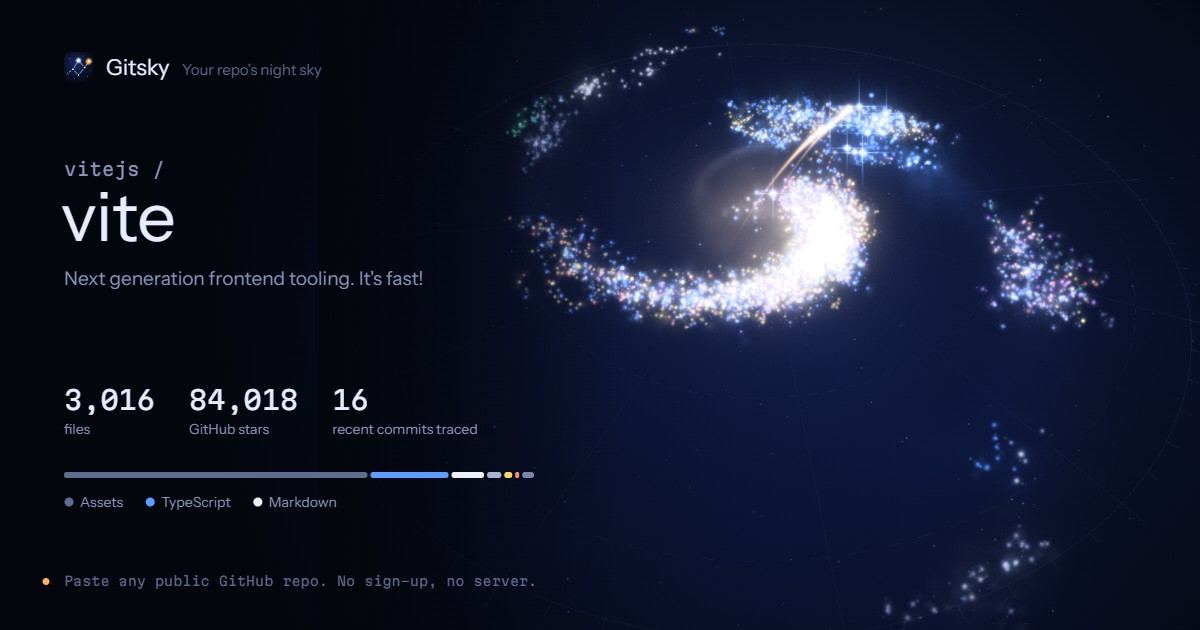 Gitsky Your repo's night sky
vitejs /
vite
Next generation frontend tooling. It's fast!
3,016 84,018 16
files GitHub stars recent commits traced
Assets TypeScript Markdown
Paste any public GitHub repo. No sign-up, no server.